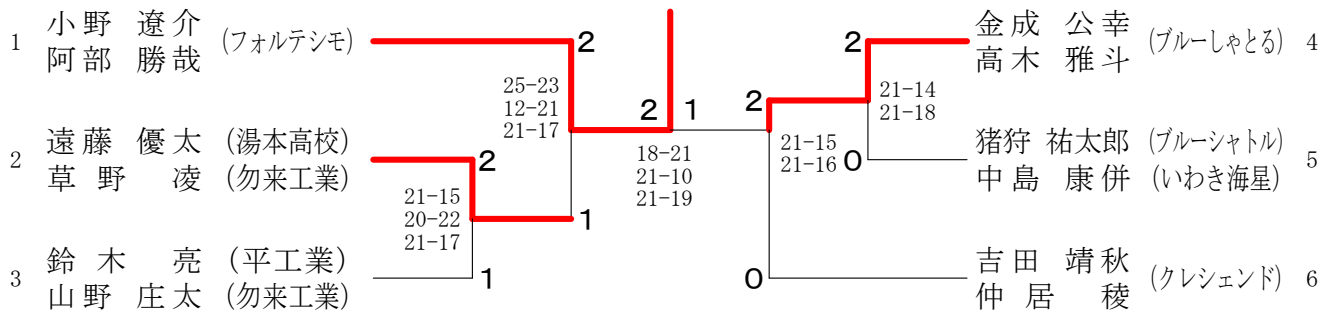 1 小野 遼介 (フォルテシモ)
阿部 勝哉
2 遠藤 優太 (湯本高校)
草野 凌 (勿来工業)
3 鈴木 亮 (平工業)
山野 庄太 (勿来工業)
2
25-23
12-21
21-17
2
21-15
20-22
21-17
1
1
2 1
18-21
21-10
21-19
2
21-15
21-16
0
2
21-14
21-18
0
金成 公幸 (ブルーしゃとる) 4
高木 雅斗
猪狩 祐太郎 (ブルーシャトル) 5
中島 康併 (いわき海星)
吉田 靖秋 (クレシェンド) 6
仲居 稜